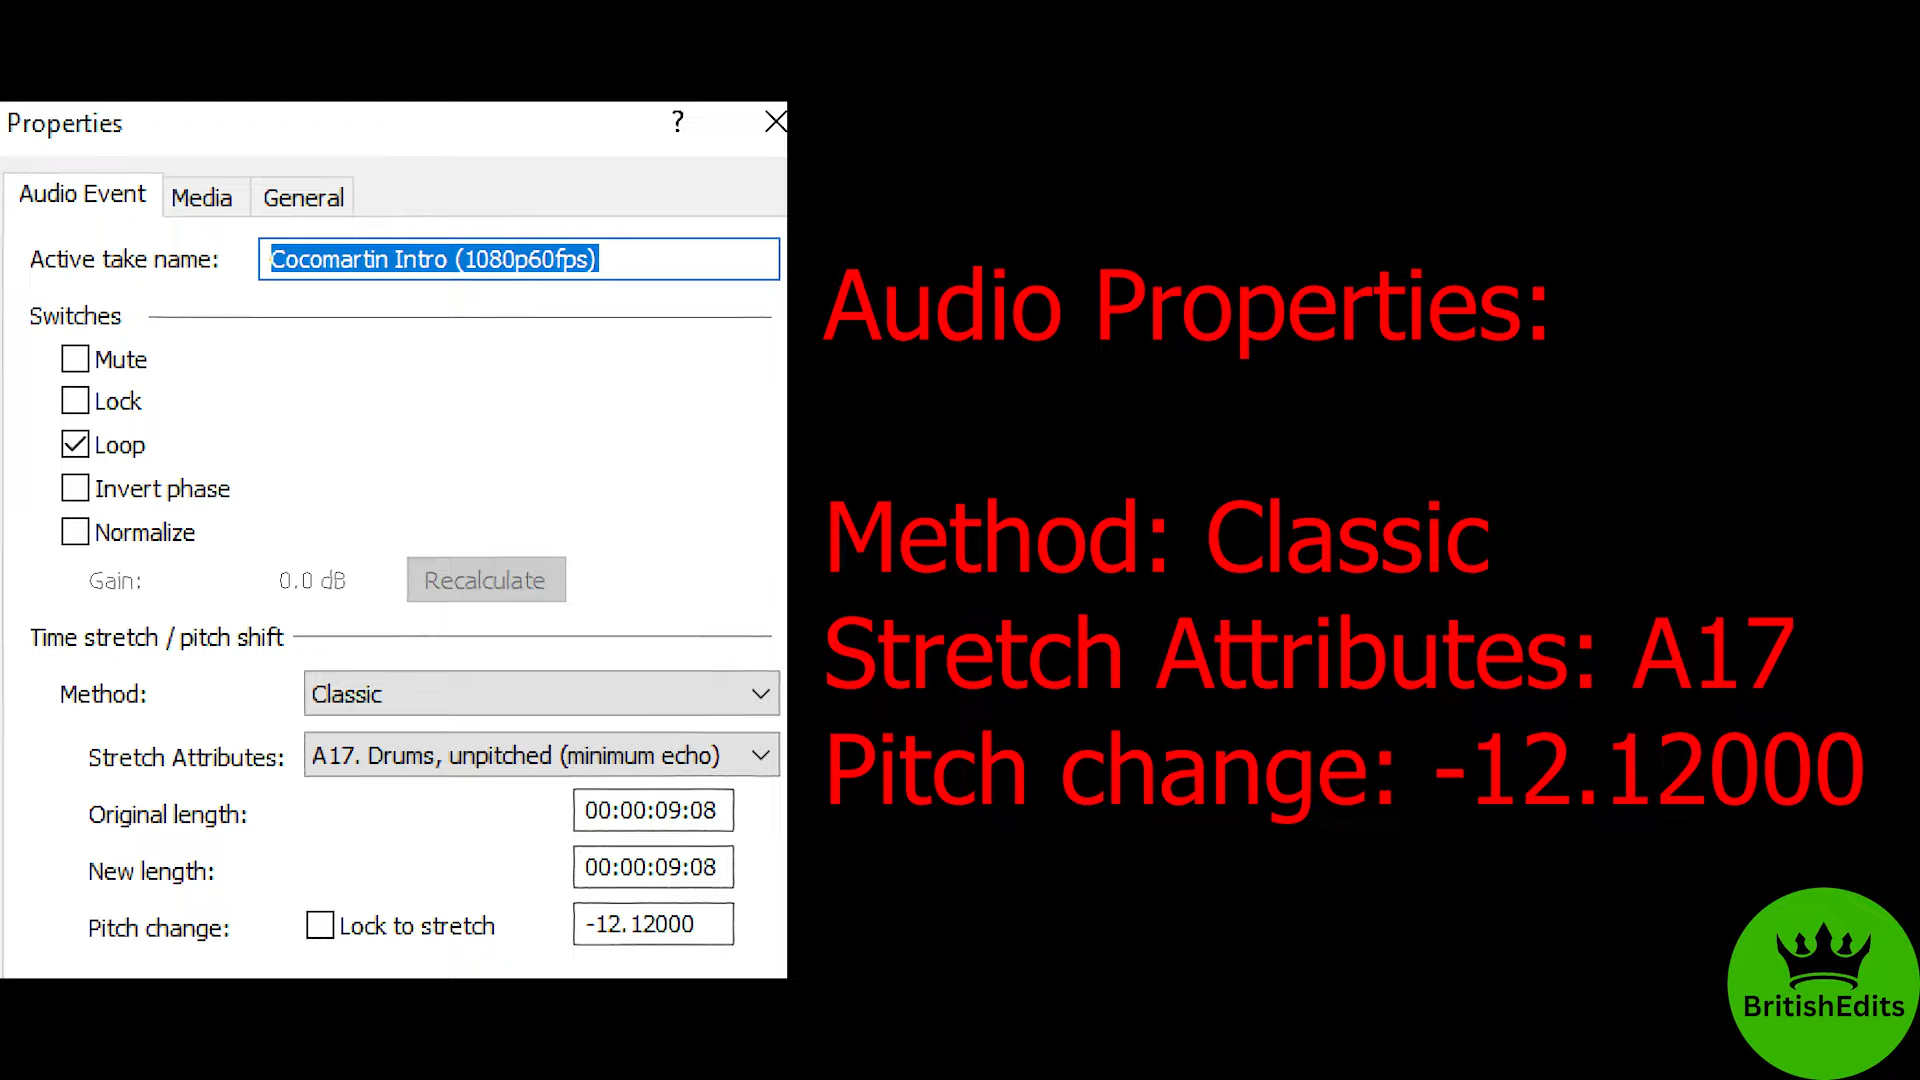 Properties
?
Audio Event Media General
Active take name: Cocomartin Intro (1080p60fps)
Switches
Mute
Lock
Loop
Invert phase
Normalize
Gain: 0.0 dB Recalculate
Time stretch / pitch shift
Method: Classic
Stretch Attributes: A17. Drums, unpitched (minimum echo)
Original length: 00:00:09:08
New length: 00:00:09:08
Pitch change: Lock to stretch -12.12000
Audio Properties:
Method: Classic
Stretch Attributes: A17
Pitch change: -12.12000
BritishEdits